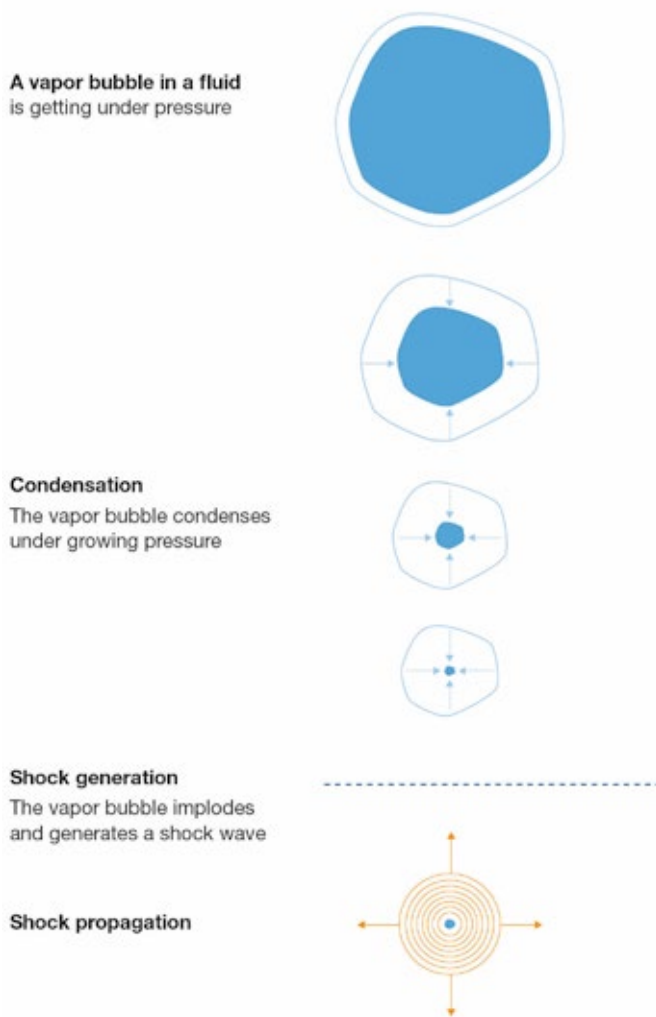 A vapor bubble in a fluid
is getting under pressure
Condensation
The vapor bubble condenses
under growing pressure
Shock generation
The vapor bubble implodes
and generates a shock wave
Shock propagation